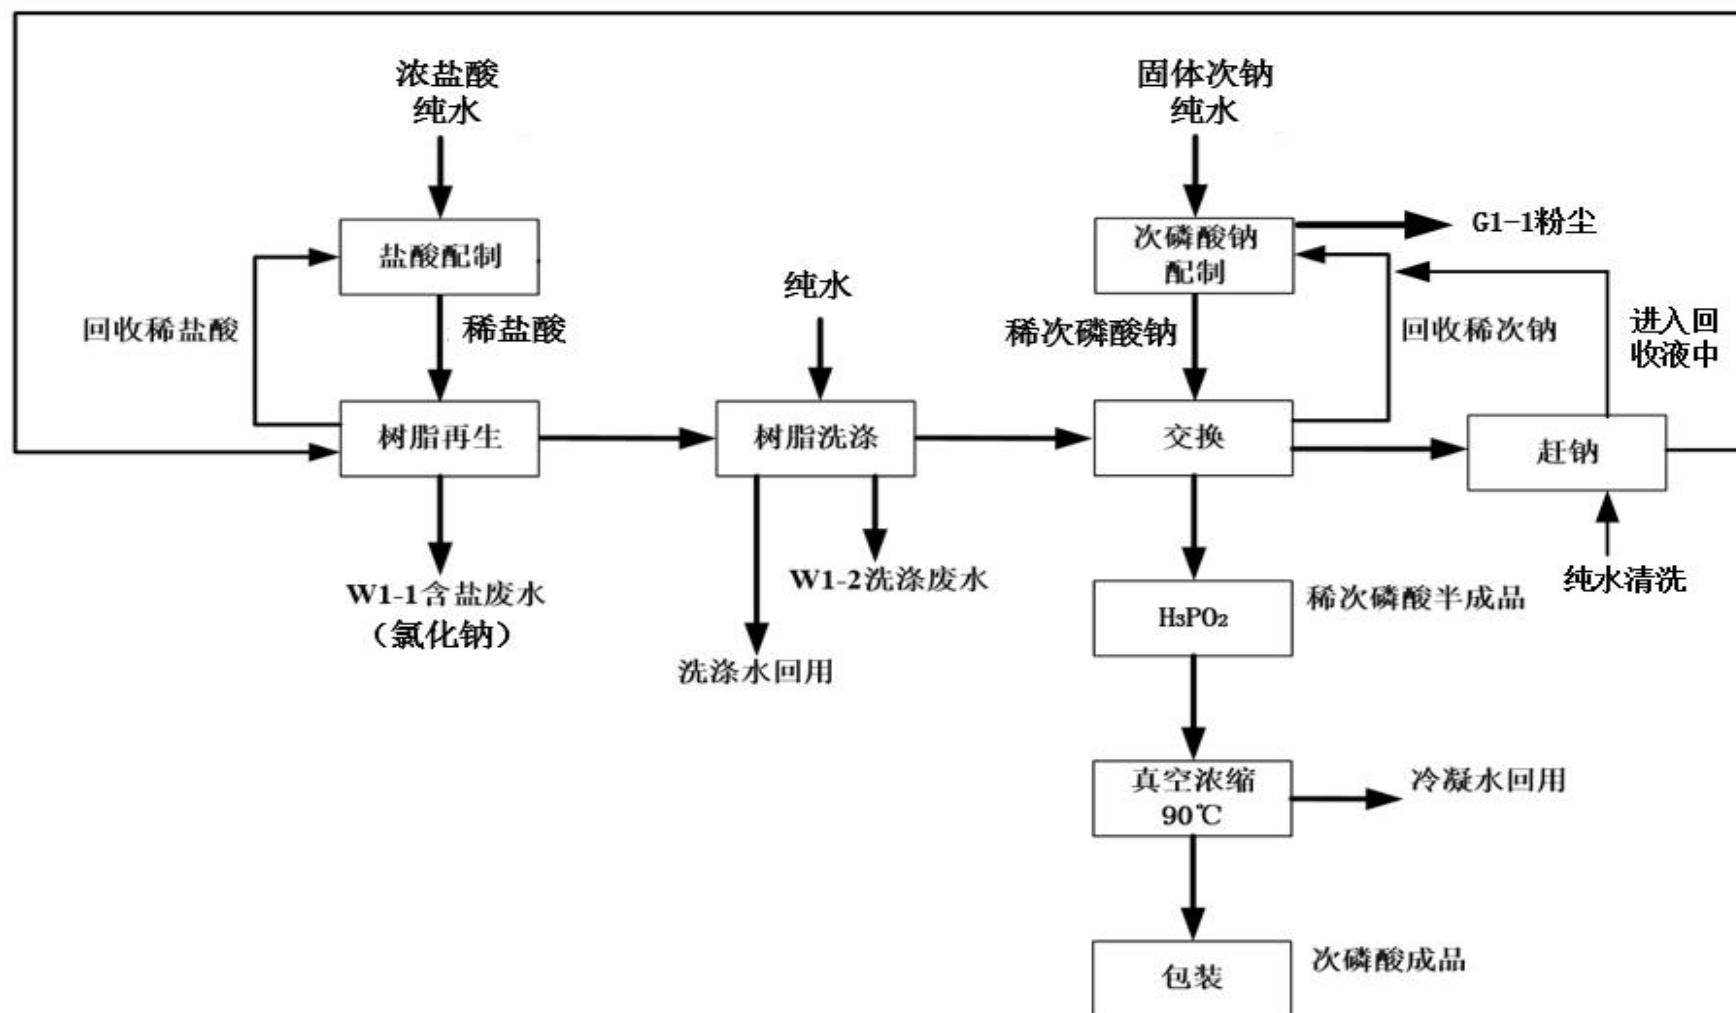 浓盐酸
纯水
固体次钠
纯水
盐酸配制
次磷酸钠
配制
G1-1粉尘
纯水
回收稀盐酸
稀盐酸
稀次磷酸钠
回收稀次钠
进入回
收液中
树脂再生
树脂洗涤
交换
赶钠
W1-1含盐废水
（氯化钠）
W1-2洗涤废水
洗涤水回用
H₃PO₂
稀次磷酸半成品
纯水清洗
真空浓缩
90℃
冷凝水回用
包装
次磷酸成品